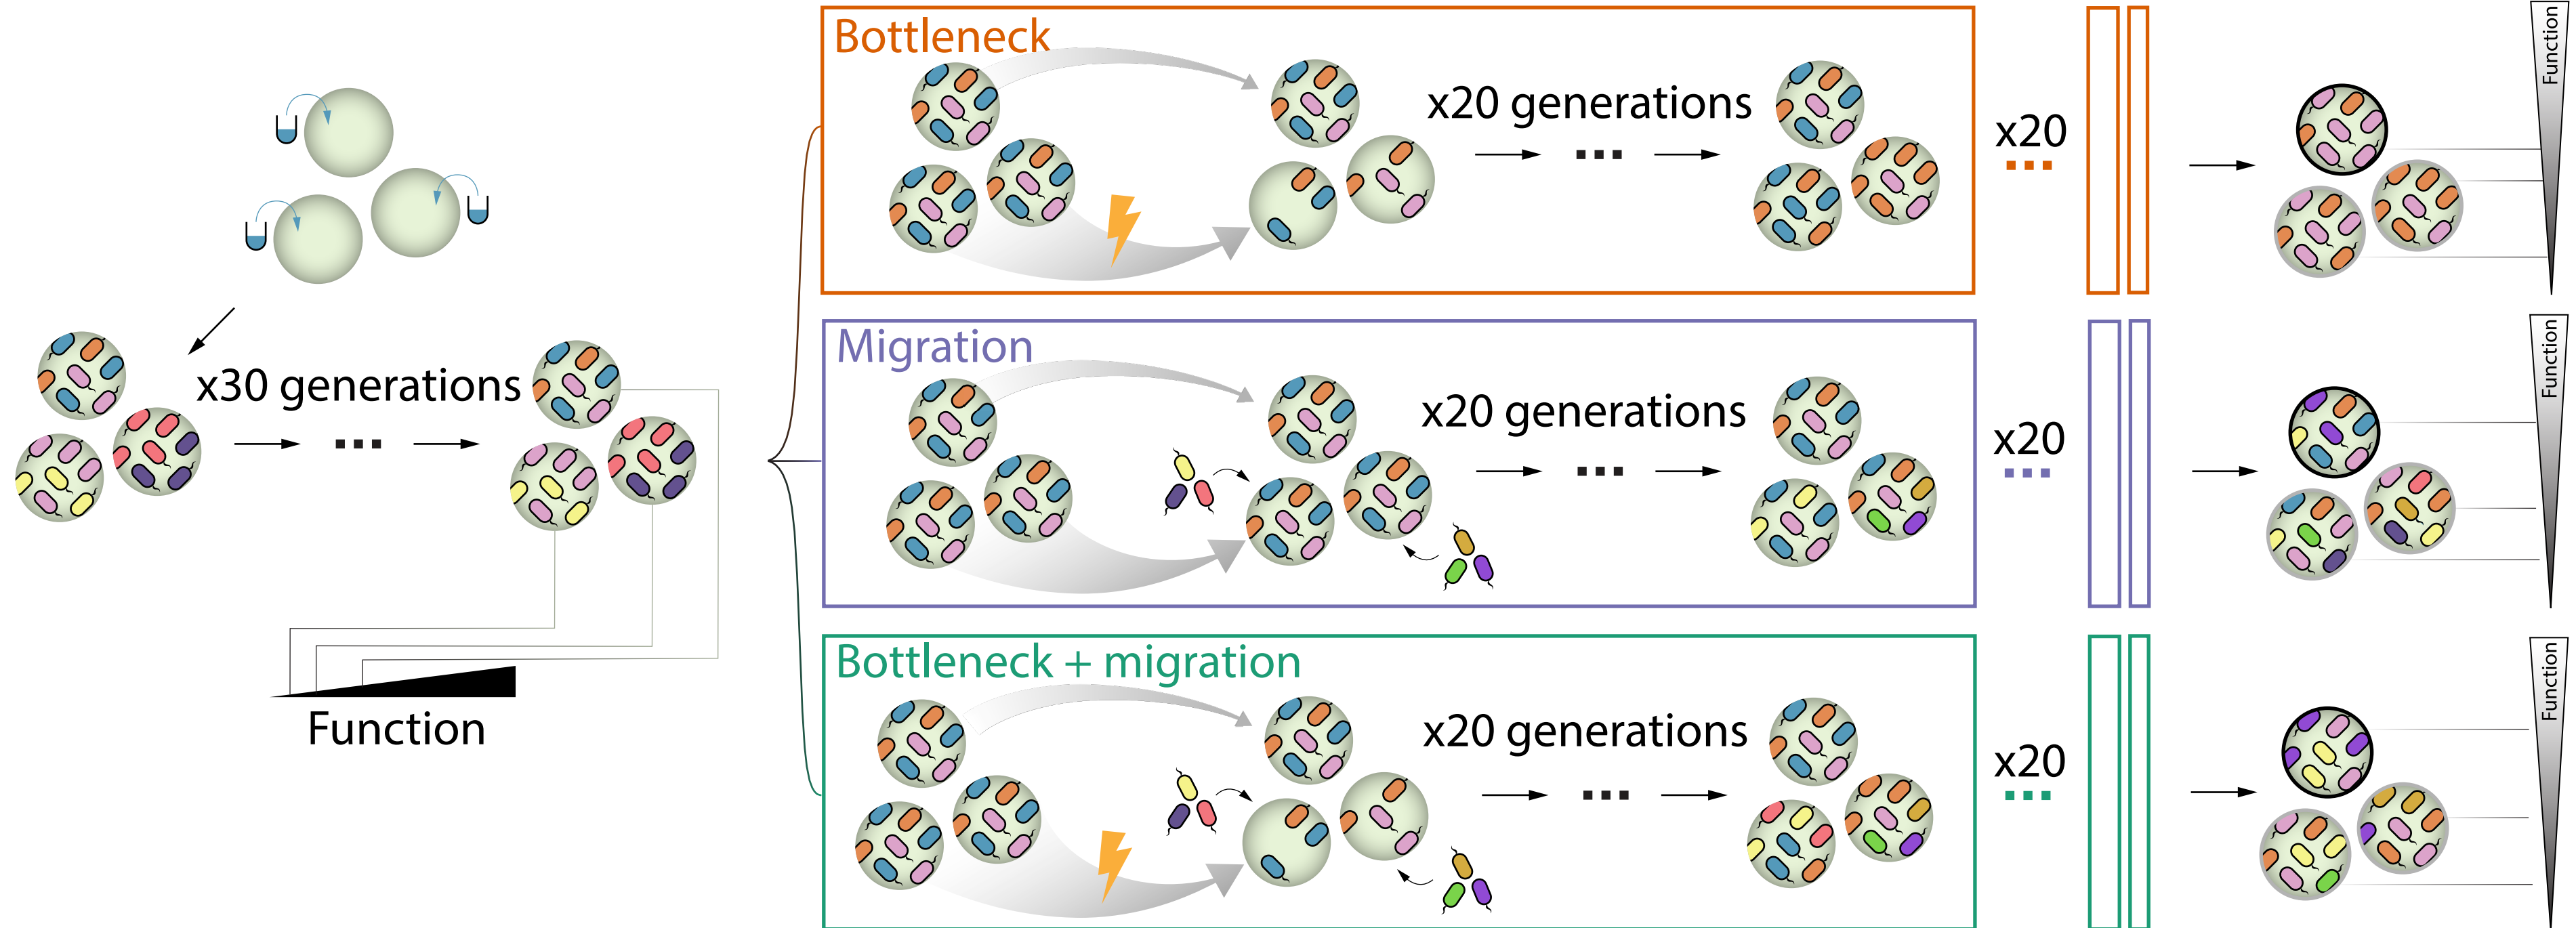 x30 generations
Function
Bottleneck
x20 generations
x20
Function
Migration
x20 generations
x20
Function
Bottleneck + migration
x20 generations
x20
Function